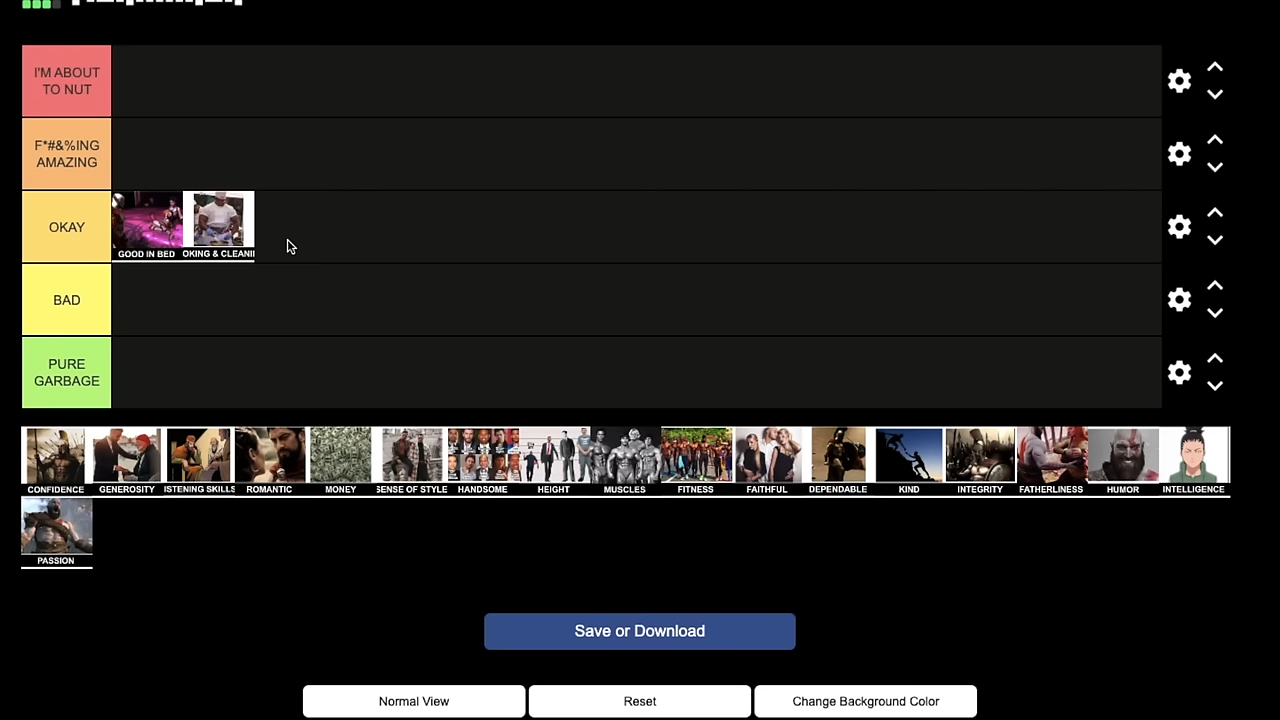 I'M ABOUT
TO NUT
F*#&%ING
AMAZING
OKAY
GOOD IN BED
OKING & CLEANI
BAD
PURE
GARBAGE
CONFIDENCE
GENEROSITY
ISTENING SKILLS
ROMANTIC
MONEY
SENSE OF STYLE
HANDSOME
HEIGHT
MUSCLES
FITNESS
FAITHFUL
DEPENDABLE
KIND
INTEGRITY
FATHERLINESS
HUMOR
INTELLIGENCE
PASSION
Save or Download
Normal View
Reset
Change Background Color